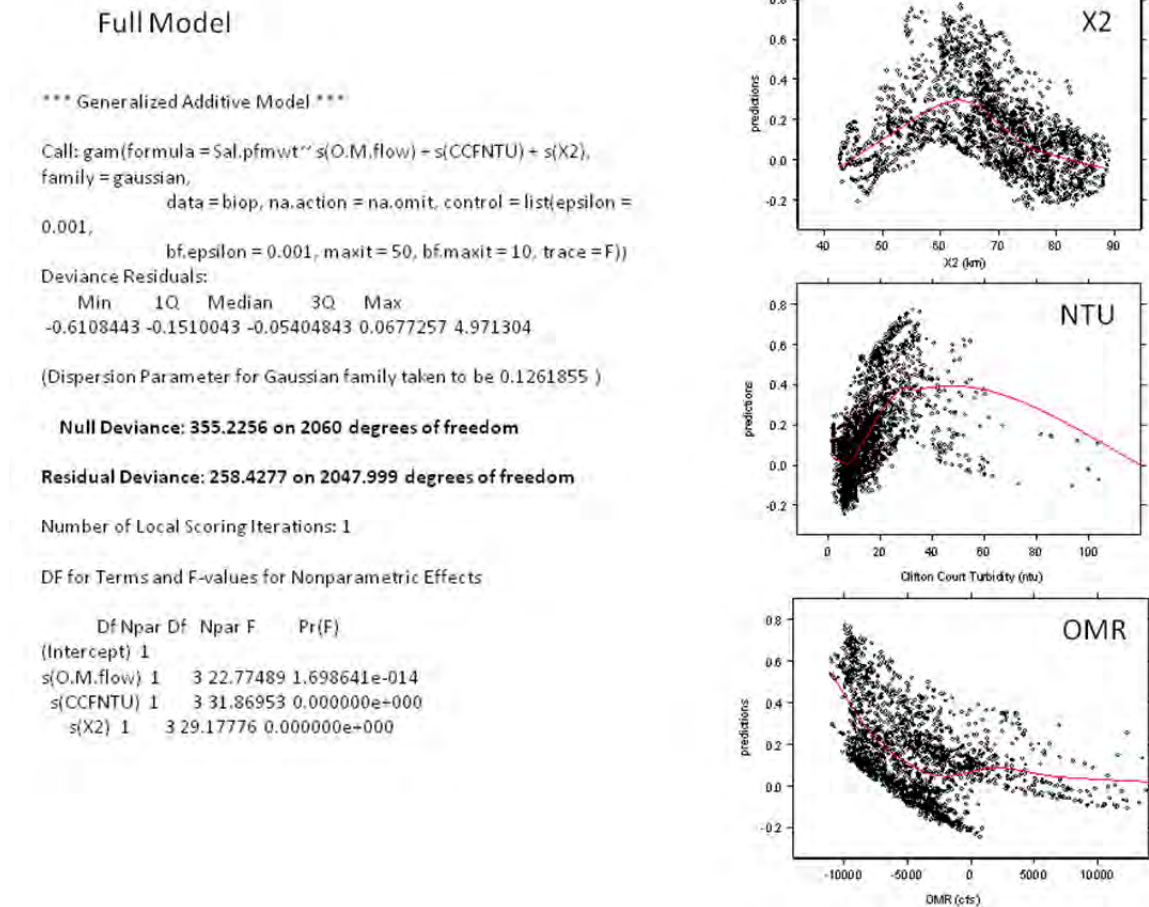 Full Model
*** Generalized Additive Model ***
Call: gam(formula = Sal.pfmwt~ s(O.M.flow) + s(CCFNTU) + s(X2),
family = gaussian,
data = biop, na.action = na.omit, control = list(epsilon =
0.001,
bf.epsilon = 0.001, maxit = 50, bf.maxit = 10, trace = F))
Deviance Residuals:
Min 1Q Median 3Q Max
-0.6108443 -0.1510043 -0.05404843 0.0677257 4.971304
(Dispersion Parameter for Gaussian family taken to be 0.1261855 )
Null Deviance: 355.2256 on 2060 degrees of freedom
Residual Deviance: 258.4277 on 2047.999 degrees of freedom
Number of Local Scoring Iterations: 1
DF for Terms and F-values for Nonparametric Effects
Df Npar Df Npar F Pr(F)
(Intercept) 1
s(O.M.flow) 1 3 22.77489 1.698641e-014
s(CCFNTU) 1 3 31.86953 0.000000e+000
s(X2) 1 3 29.17776 0.000000e+000
X2
0.8
0.6
0.4
0.2
0.0
-0.2
predictions
40 50 60 70 80 90
X2 (km)
NTU
0.8
0.6
0.4
0.2
0.0
-0.2
predictions
0 20 40 60 80 100
Clifton Court Turbidity (ntu)
OMR
0.8
0.6
0.4
0.2
0.0
-0.2
predictions
-10000 -5000 0 5000 10000
OMR (cfs)